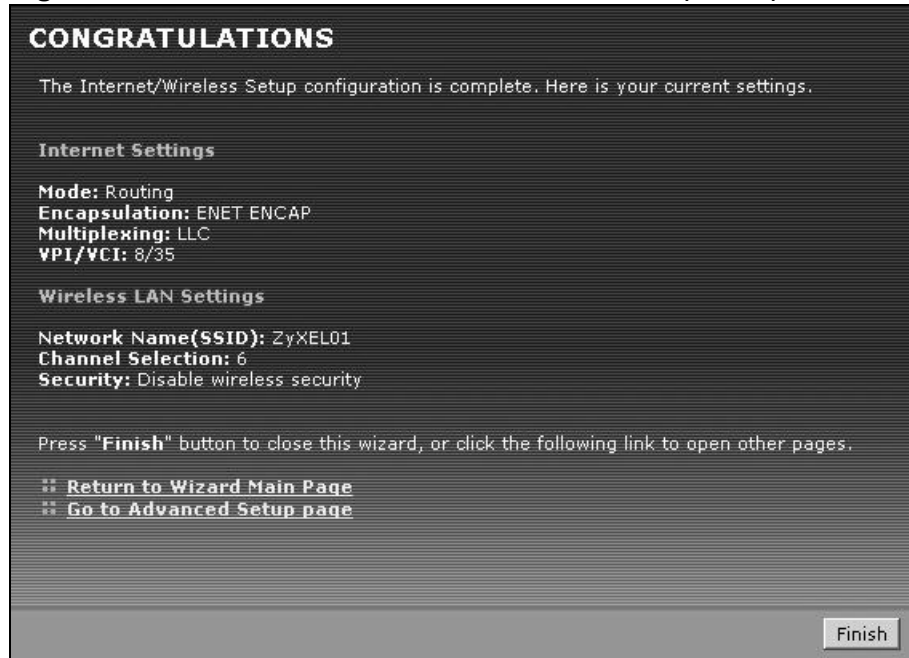 CONGRATULATIONS
The Internet/Wireless Setup configuration is complete. Here is your current settings.
Internet Settings
Mode: Routing
Encapsulation: ENET ENCAP
Multiplexing: LLC
VPI/VCI: 8/35
Wireless LAN Settings
Network Name(SSID): ZyXEL01
Channel Selection: 6
Security: Disable wireless security
Press "Finish" button to close this wizard, or click the following link to open other pages.
Return to Wizard Main Page
Go to Advanced Setup page
Finish